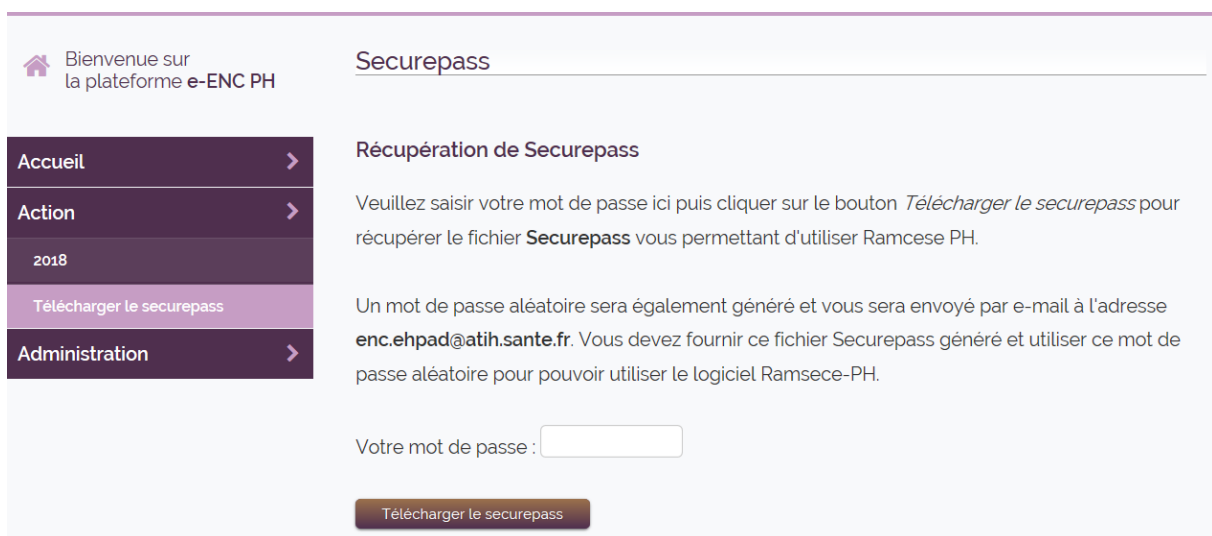 Bienvenue sur
la plateforme e-ENC PH
Accueil
Action
2018
Télécharger le securepass
Administration
Securepass
Récupération de Securepass
Veuillez saisir votre mot de passe ici puis cliquer sur le bouton Télécharger le securepass pour
récupérer le fichier Securepass vous permettant d'utiliser Ramcese PH.
Un mot de passe aléatoire sera également généré et vous sera envoyé par e-mail à l'adresse
enc.ehpad@atih.sante.fr. Vous devez fournir ce fichier Securepass généré et utiliser ce mot de
passe aléatoire pour pouvoir utiliser le logiciel Ramsece-PH.
Votre mot de passe :
Télécharger le securepass